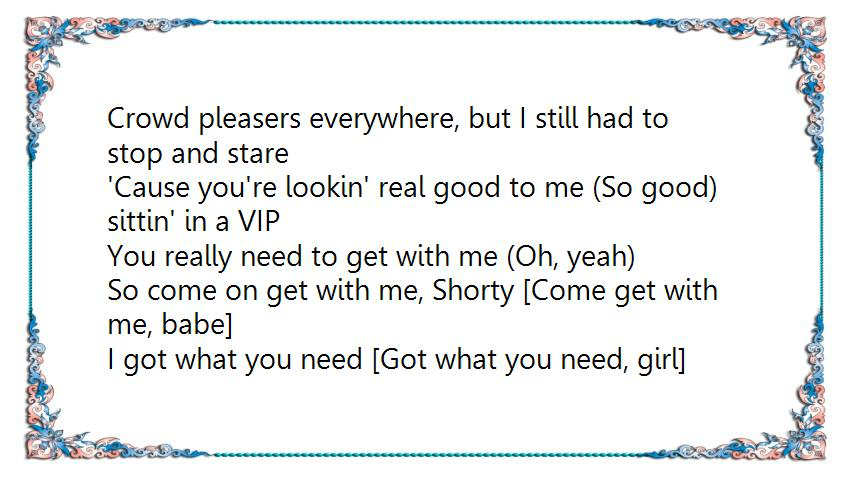 Crowd pleasers everywhere, but I still had to
stop and stare
'Cause you're lookin' real good to me (So good)
sittin' in a VIP
You really need to get with me (Oh, yeah)
So come on get with me, Shorty [Come get with
me, babe]
I got what you need [Got what you need, girl]